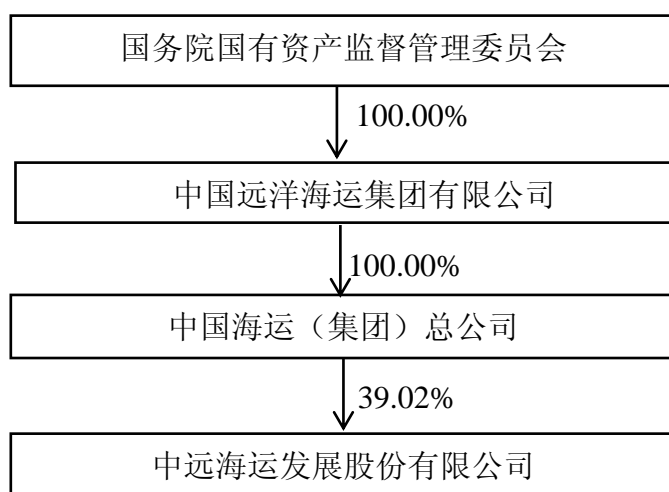 国务院国有资产监督管理委员会
100.00%
中国远洋海运集团有限公司
100.00%
中国海运（集团）总公司
39.02%
中远海运发展股份有限公司